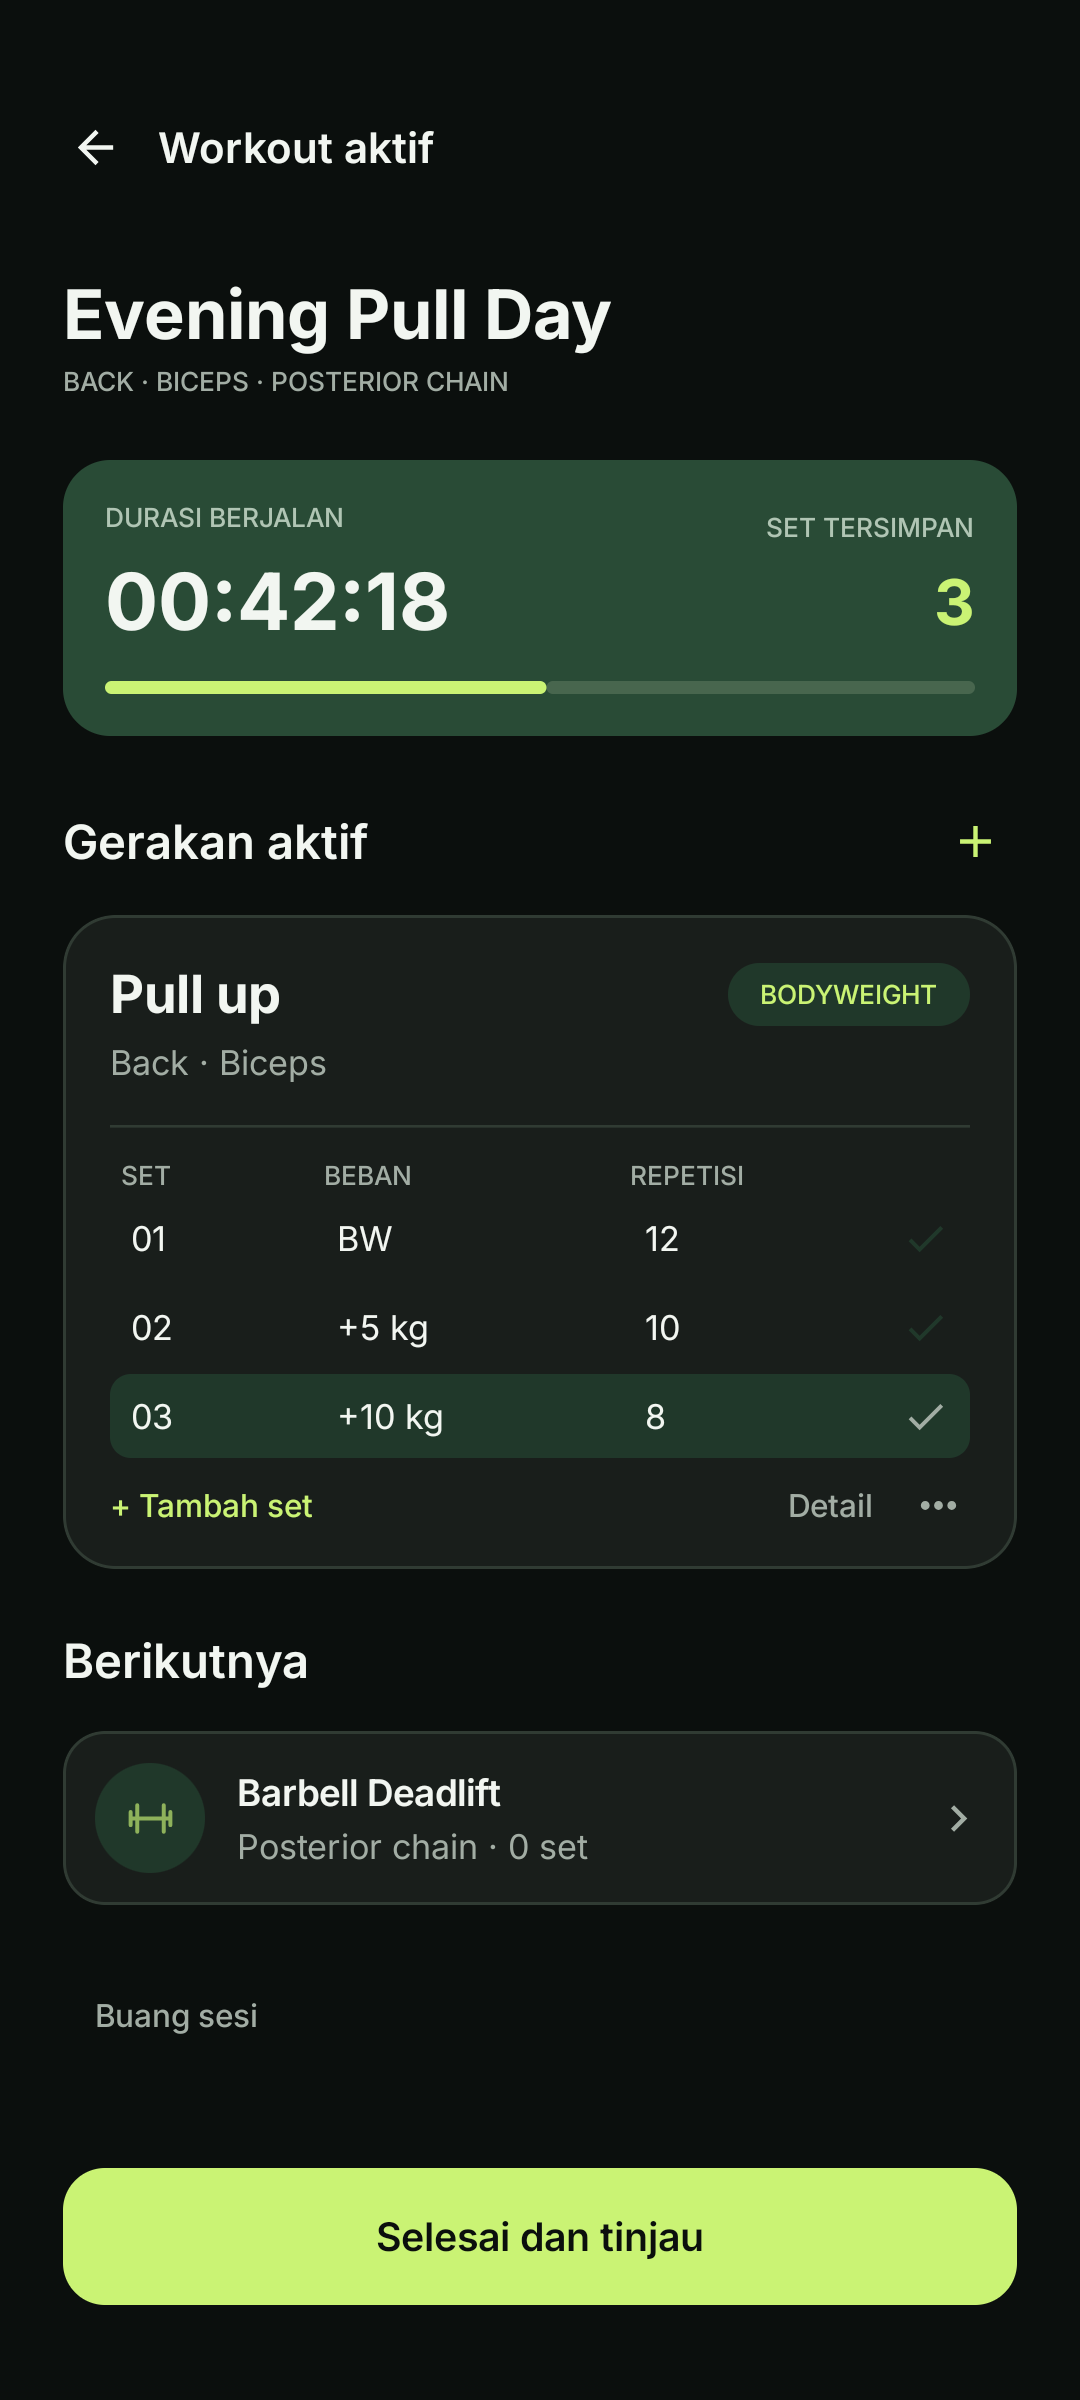 Workout aktif
Evening Pull Day
BACK · BICEPS · POSTERIOR CHAIN
DURASI BERJALAN
SET TERSIMPAN
00:42:18
3
Gerakan aktif
+
Pull up
BODYWEIGHT
Back · Biceps
SET BEBAN REPETISI
01 BW 12
02 +5 kg 10
03 +10 kg 8
+ Tambah set
Detail
Berikutnya
Barbell Deadlift
Posterior chain · 0 set
Buang sesi
Selesai dan tinjau